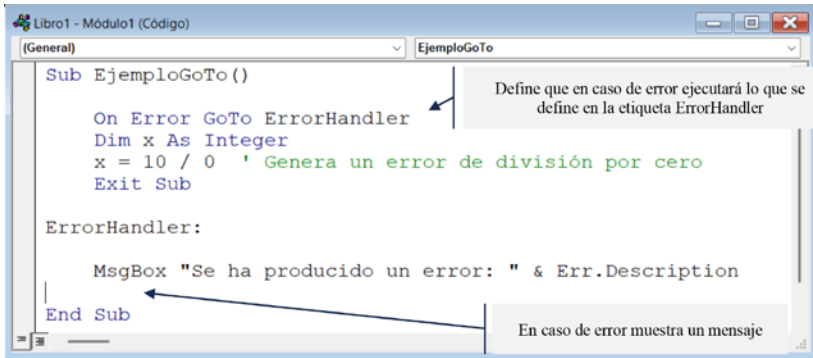 Libro1 - Módulo1 (Código)
(General)
EjemploGoTo
Sub EjemploGoTo()
Define que en caso de error ejecutará lo que se
define en la etiqueta ErrorHandler
On Error GoTo ErrorHandler
Dim x As Integer
x = 10 / 0  ' Genera un error de división por cero
Exit Sub
ErrorHandler:
MsgBox "Se ha producido un error: " & Err.Description
End Sub
En caso de error muestra un mensaje